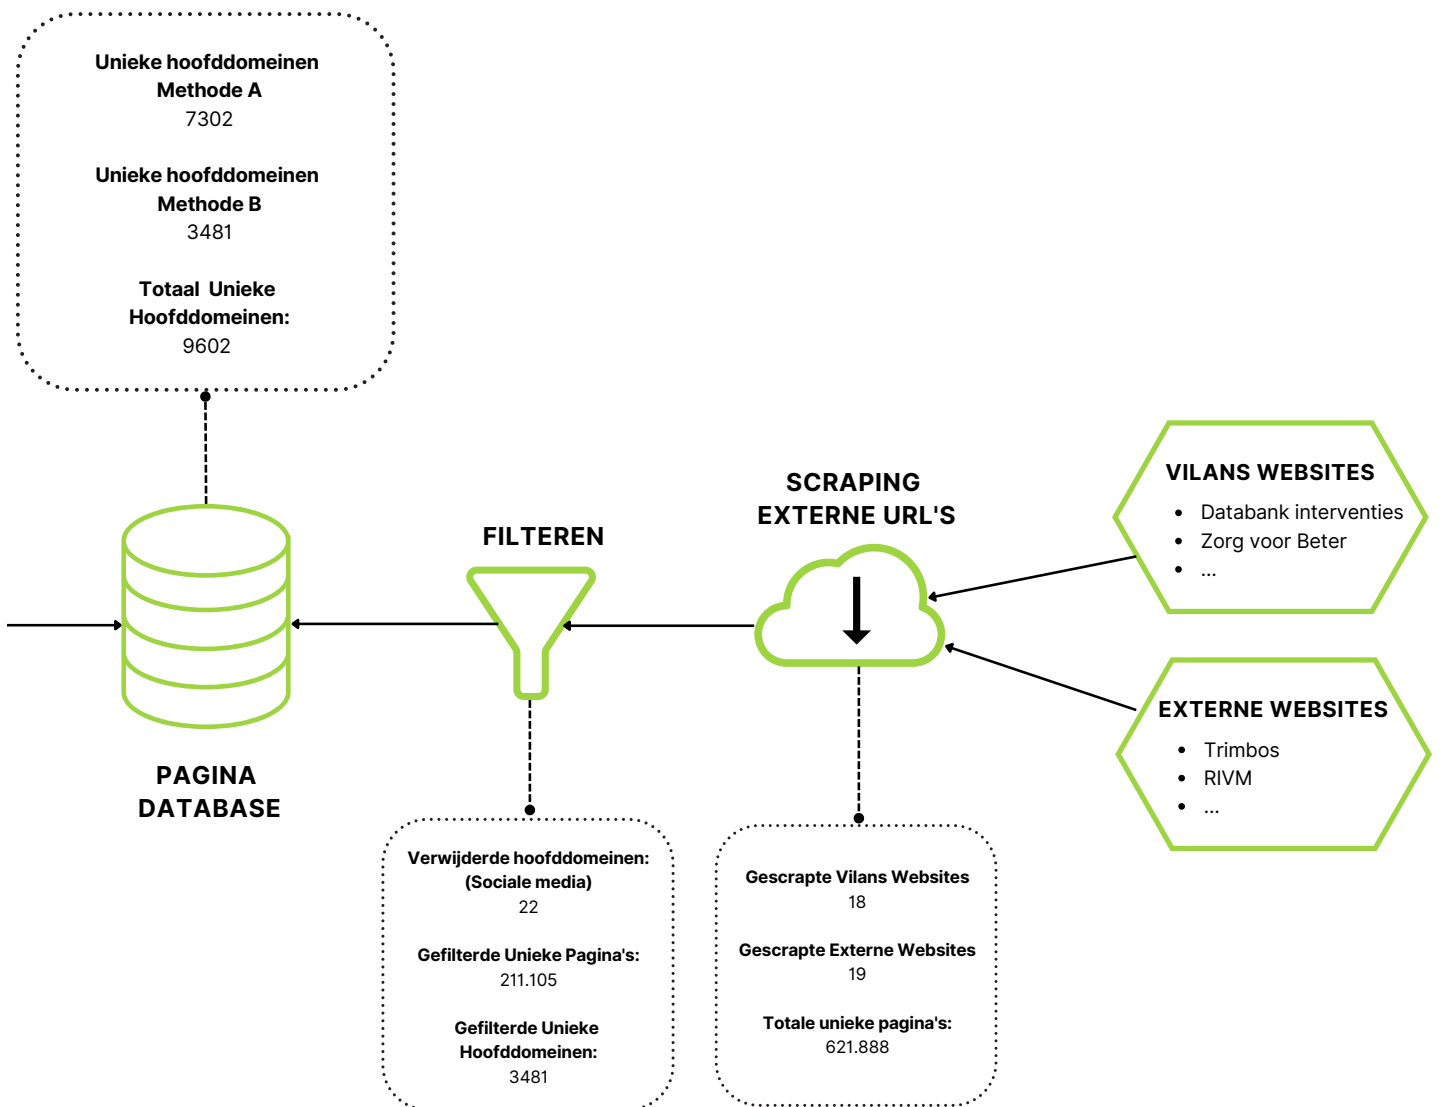 Unieke hoofddomeinen
Methode A
7302
Unieke hoofddomeinen
Methode B
3481
Totaal Unieke
Hoofddomeinen:
9602
PAGINA
DATABASE
FILTEREN
Verwijderde hoofddomeinen:
(Sociale media)
22
Gefilterde Unieke Pagina's:
211.105
Gefilterde Unieke
Hoofddomeinen:
3481
SCRAPING
EXTERNE URL'S
Gescrapte Vilans Websites
18
Gescrapte Externe Websites
19
Totale unieke pagina's:
621.888
VILANS WEBSITES
• Databank interventies
• Zorg voor Beter
• ...
EXTERNE WEBSITES
• Trimbos
• RIVM
• ...